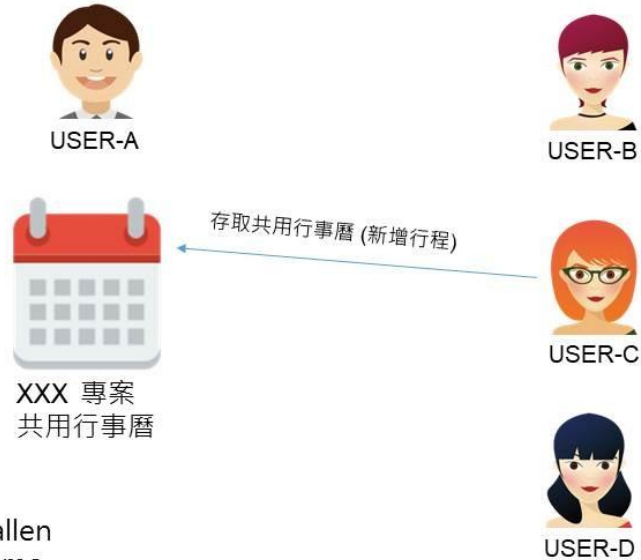 USER-A
USER-B
存取共用行事曆 (新增行程)
USER-C
XXX 專案
共用行事曆
USER-D
allen